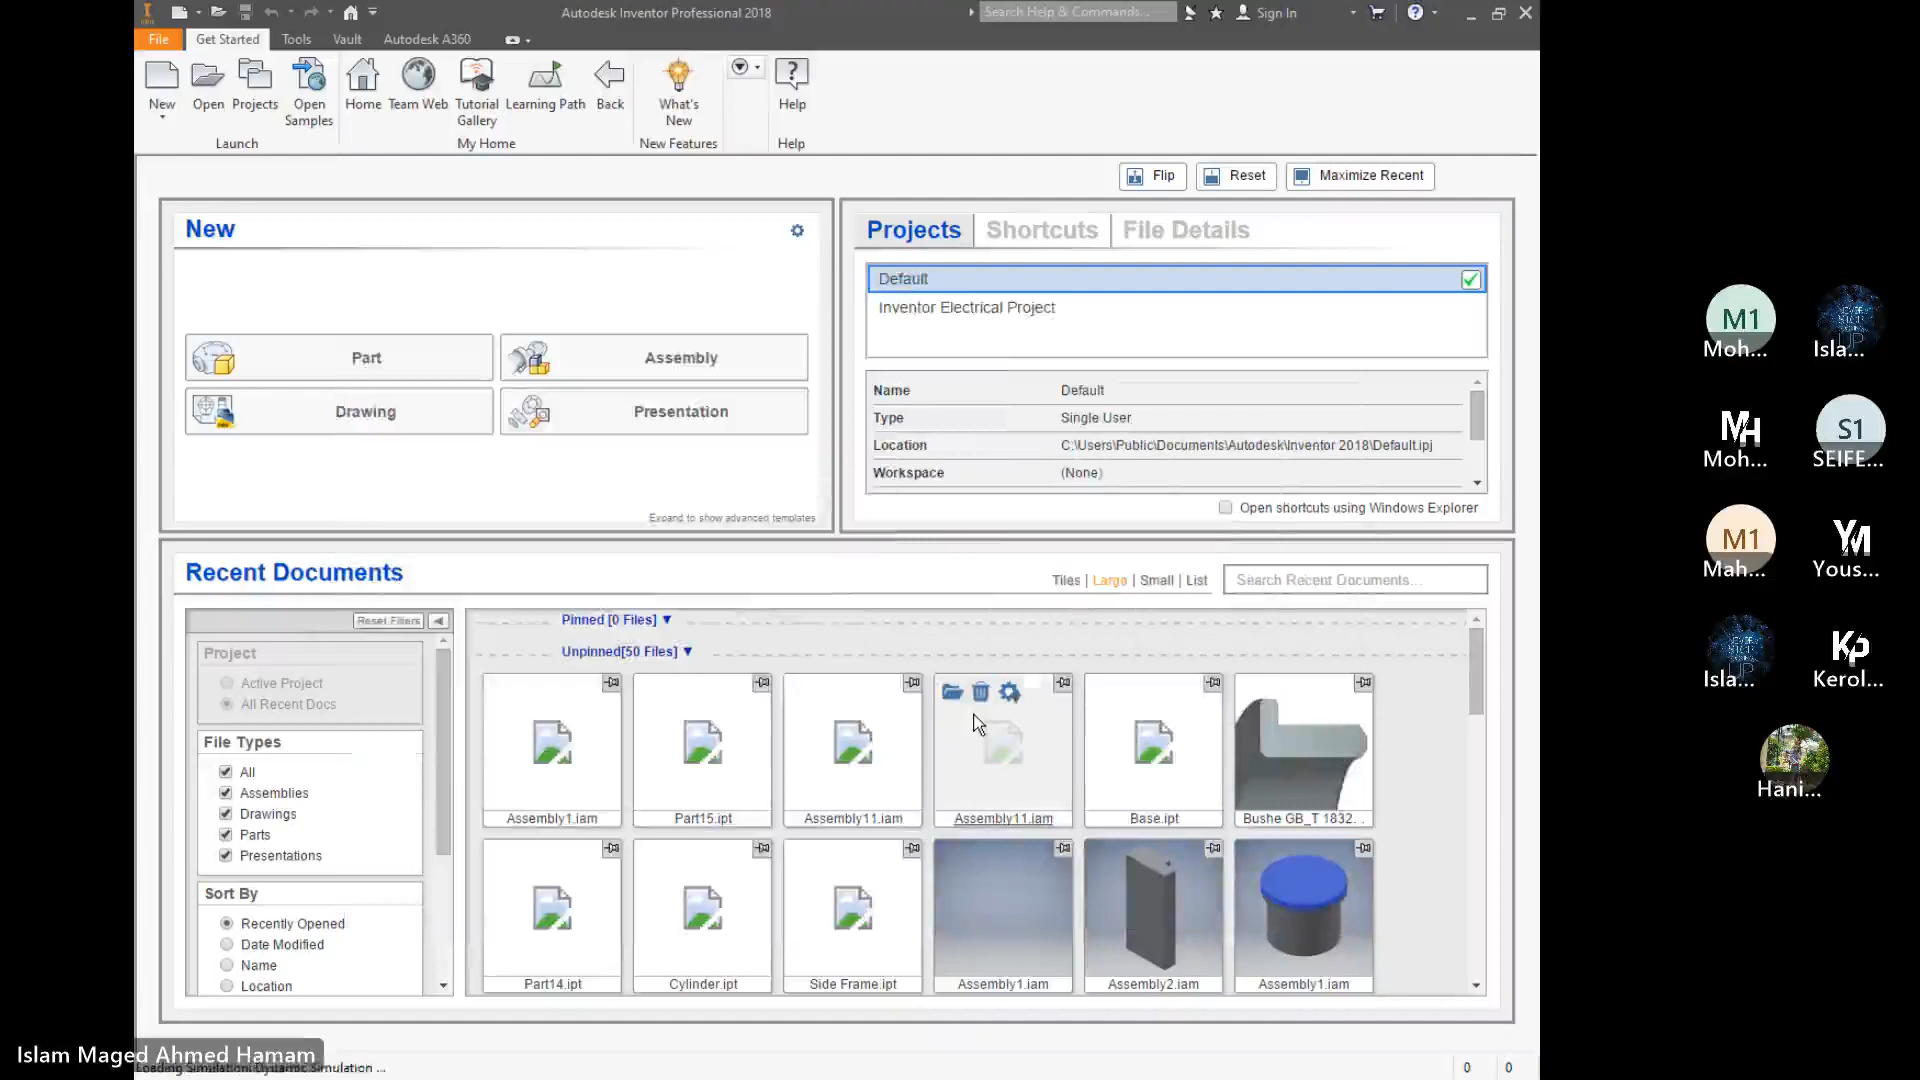 Autodesk Inventor Professional 2018
Search Help & Commands...
Sign In
File
Get Started
Tools
Vault
Autodesk A360
New
Open
Projects
Open Samples
Home
Team Web
Tutorial Gallery
Learning Path
Back
What's New
Help
Launch
My Home
New Features
Help
Flip
Reset
Maximize Recent
New
Part
Assembly
Drawing
Presentation
Expand to show advanced templates
Projects
Shortcuts
File Details
Default
Inventor Electrical Project
Name Default
Type Single User
Location C:\Users\Public\Documents\Autodesk\Inventor 2018\Default.ipj
Workspace (None)
Open shortcuts using Windows Explorer
Recent Documents
Tiles | Large | Small | List
Search Recent Documents...
Reset Filters
Project
Active Project
All Recent Docs
File Types
All
Assemblies
Drawings
Parts
Presentations
Sort By
Recently Opened
Date Modified
Name
Location
Pinned [0 Files] ▼
Unpinned[50 Files] ▼
Assembly1.iam
Part15.ipt
Assembly11.iam
Assembly11.iam
Base.ipt
Bushe GB_T 1832...
Part14.ipt
Cylinder.ipt
Side Frame.ipt
Assembly1.iam
Assembly2.iam
Assembly1.iam
Loading Simulation: Dynamic Simulation ...
0 0
Islam Maged Ahmed Hamam
M1
Moh...
Isla...
MH
Moh...
S1
SEIFE...
M1
Mah...
YM
Yous...
Isla...
KP
Kerol...
Hani...